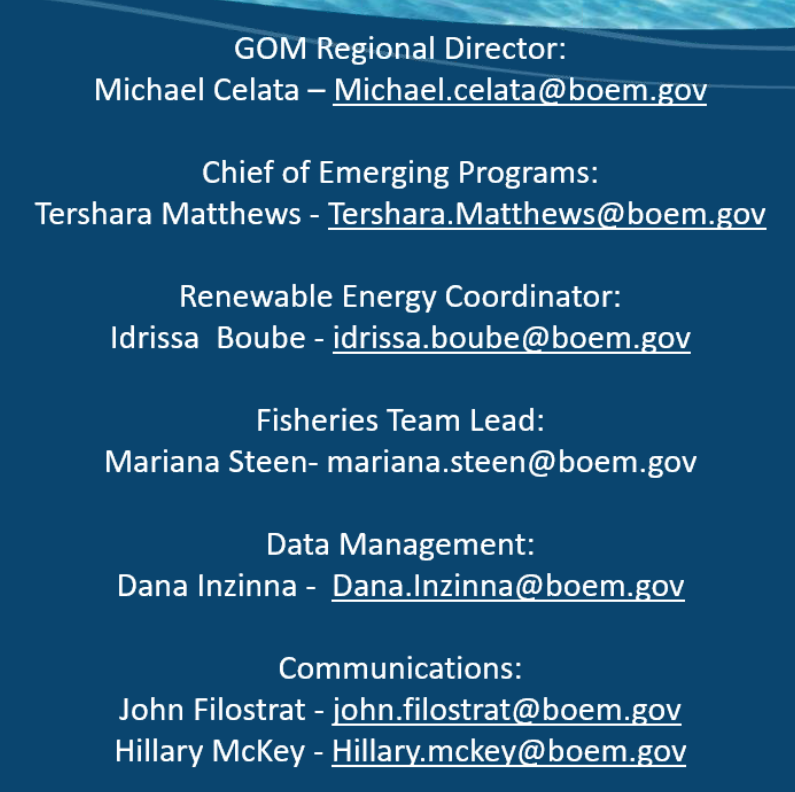 GOM Regional Director:
Michael Celata – Michael.celata@boem.gov
Chief of Emerging Programs:
Tershara Matthews - Tershara.Matthews@boem.gov
Renewable Energy Coordinator:
Idrissa  Boube - idrissa.boube@boem.gov
Fisheries Team Lead:
Mariana Steen- mariana.steen@boem.gov
Data Management:
Dana Inzinna -  Dana.Inzinna@boem.gov
Communications:
John Filostrat - john.filostrat@boem.gov
Hillary McKey - Hillary.mckey@boem.gov